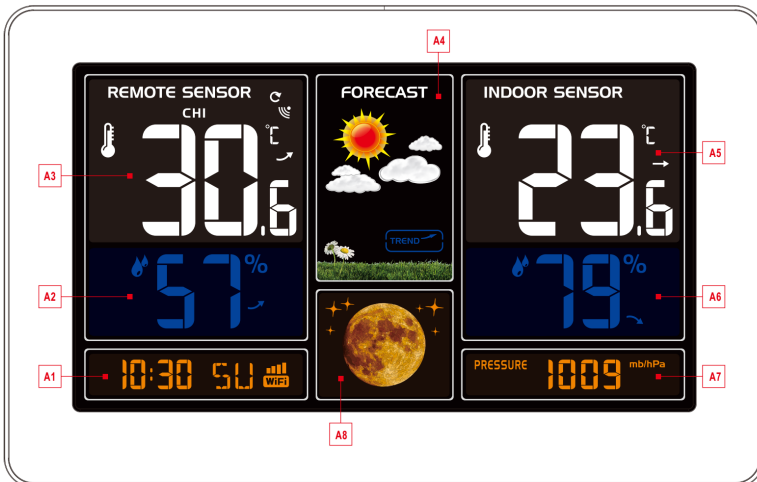 A4
REMOTE SENSOR
CHI
30.6 °C
A3
57%
A2
10:30 SU WiFi
A1
FORECAST
TREND
A8
INDOOR SENSOR
23.6 °C
A5
79%
A6
PRESSURE 1009 mb/hPa
A7